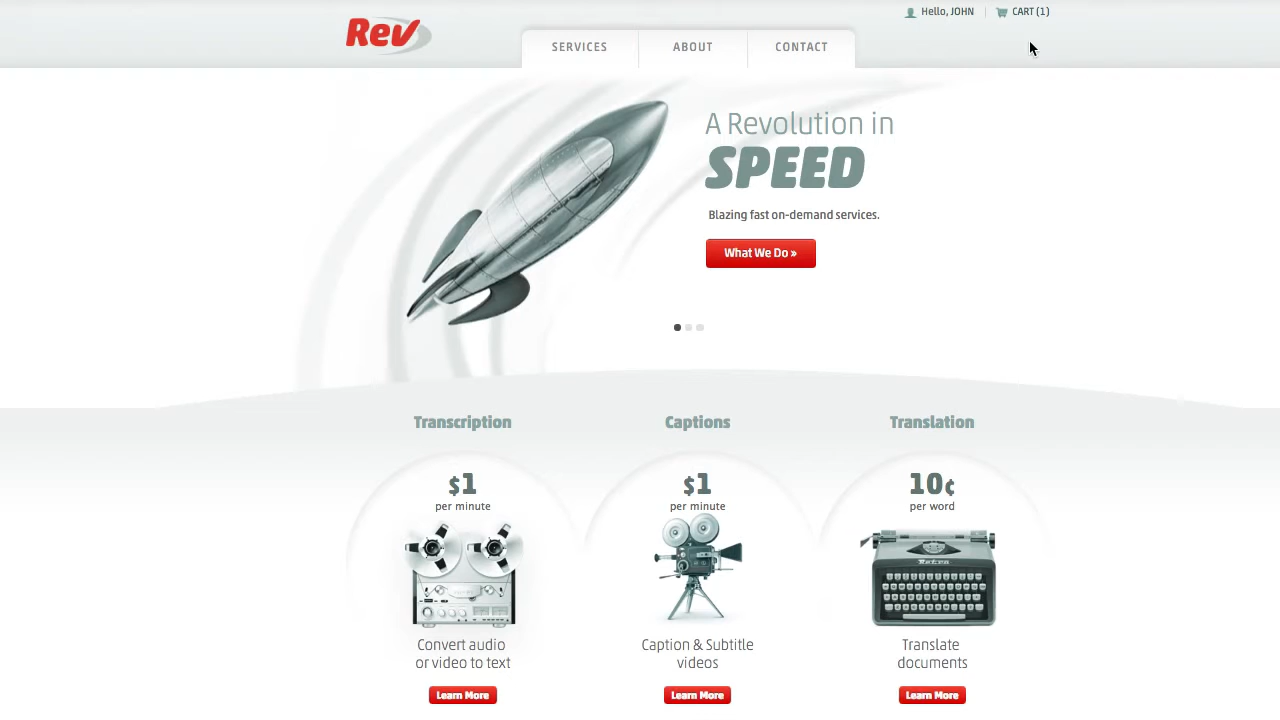 Rev
Hello, JOHN
CART (1)
SERVICES
ABOUT
CONTACT
A Revolution in
SPEED
Blazing fast on-demand services.
What We Do »
Transcription
Captions
Translation
$1
per minute
$1
per minute
10¢
per word
Retro
Convert audio
or video to text
Caption & Subtitle
videos
Translate
documents
Learn More
Learn More
Learn More